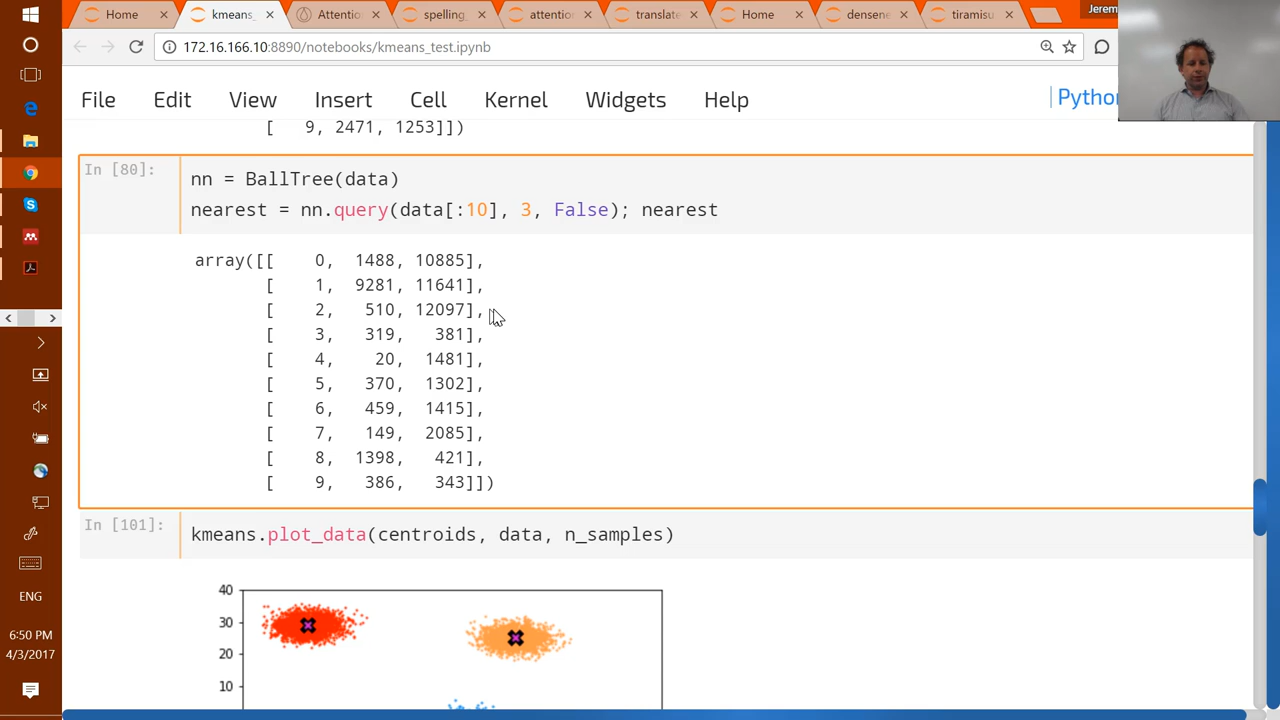 Home
kmeans_
Attentio
spelling_
attentio
translate
Home
densene
tiramisu
Jerem
172.16.166.10:8890/notebooks/kmeans_test.ipynb
File Edit View Insert Cell Kernel Widgets Help
Pytho
[ 9, 2471, 1253]])
In [80]:
nn = BallTree(data)
nearest = nn.query(data[:10], 3, False); nearest
array([[ 0, 1488, 10885],
[ 1, 9281, 11641],
[ 2, 510, 12097],
[ 3, 319, 381],
[ 4, 20, 1481],
[ 5, 370, 1302],
[ 6, 459, 1415],
[ 7, 149, 2085],
[ 8, 1398, 421],
[ 9, 386, 343]])
In [101]:
kmeans.plot_data(centroids, data, n_samples)
40
30
20
10
ENG
6:50 PM
4/3/2017